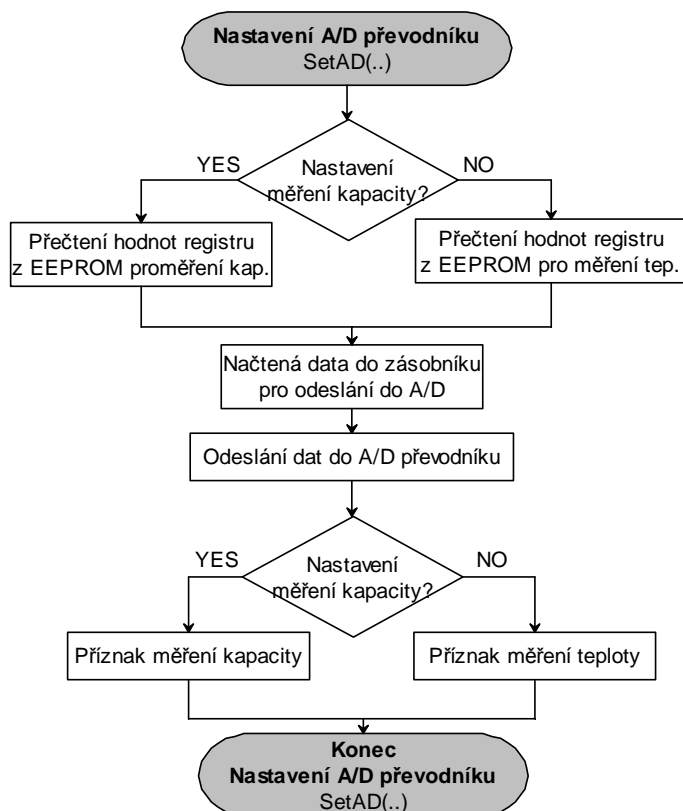 Nastavení A/D převodníku
SetAD(..)
YES
Nastavení
měření kapacity?
NO
Přečtení hodnot registru
z EEPROM proměření kap.
Přečtení hodnot registru
z EEPROM pro měření tep.
Načtená data do zásobníku
pro odeslání do A/D
Odeslání dat do A/D převodníku
YES
Nastavení
měření kapacity?
NO
Příznak měření kapacity
Příznak měření teploty
Konec
Nastavení A/D převodníku
SetAD(..)